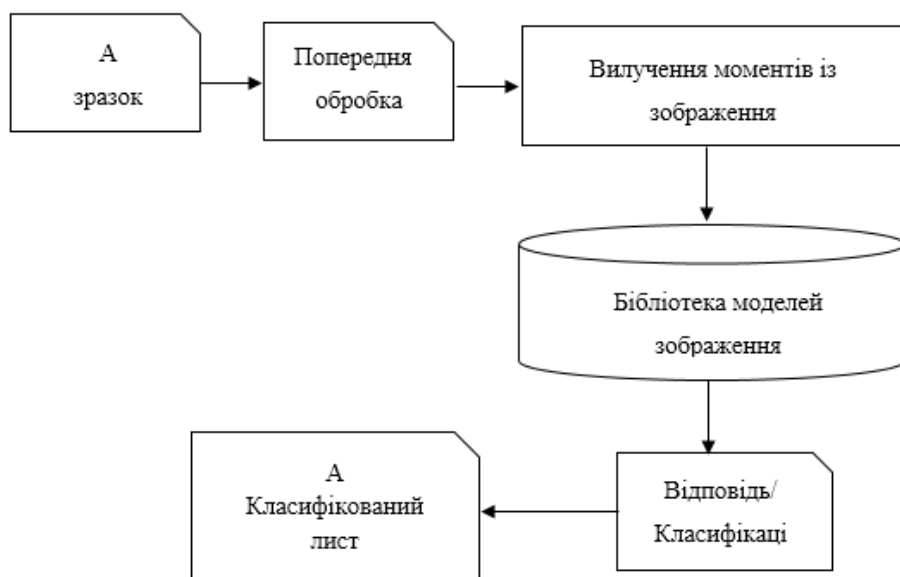 А
зразок
Попередня
обробка
Вилучення моментів із
зображення
Бібліотека моделей
зображення
Відповідь/
Класифікаці
А
Класифікований
лист